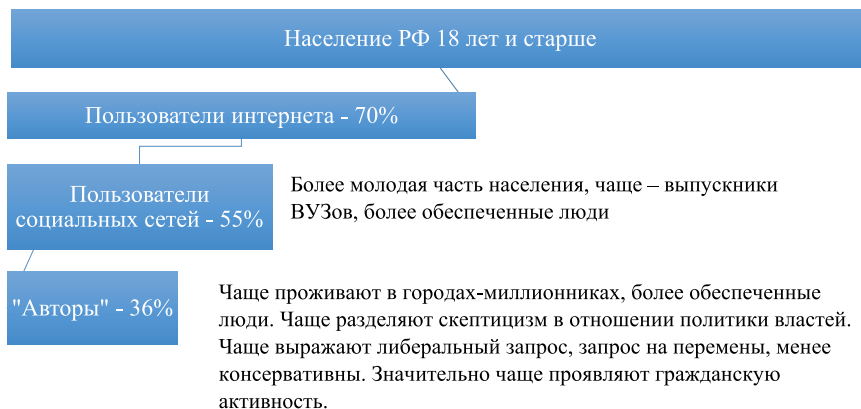 Население РФ 18 лет и старше
Пользователи интернета - 70%
Пользователи
социальных сетей - 55%
Более молодая часть населения, чаще – выпускники
ВУЗов, более обеспеченные люди
"Авторы" - 36%
Чаще проживают в городах-миллионниках, более обеспеченные
люди. Чаще разделяют скептицизм в отношении политики властей.
Чаще выражают либеральный запрос, запрос на перемены, менее
консервативны. Значительно чаще проявляют гражданскую
активность.